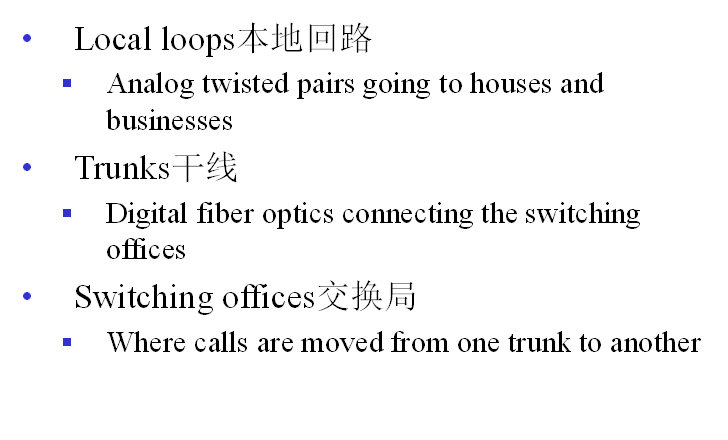 • Local loops本地回路
▪ Analog twisted pairs going to houses and
businesses
• Trunks干线
▪ Digital fiber optics connecting the switching
offices
• Switching offices交换局
▪ Where calls are moved from one trunk to another